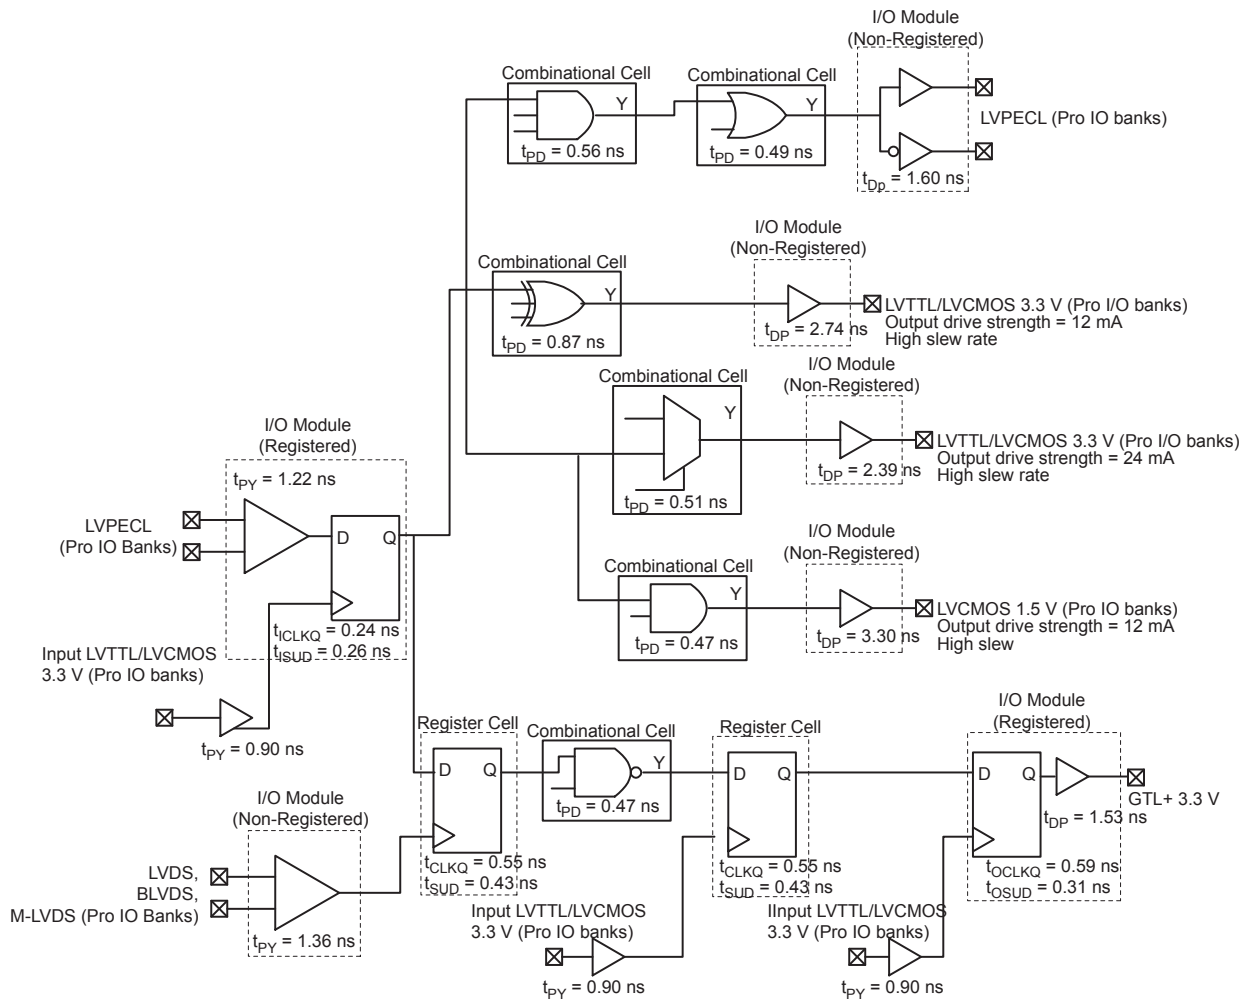 I/O Module
(Non-Registered)
Combinational Cell
Y
tPD = 0.56 ns
Combinational Cell
Y
tPD = 0.49 ns
LVPECL (Pro IO banks)
tDp = 1.60 ns
I/O Module
(Non-Registered)
Combinational Cell
Y
tPD = 0.87 ns
tDP = 2.74 ns
LVTTL/LVCMOS 3.3 V (Pro I/O banks)
Output drive strength = 12 mA
High slew rate
I/O Module
(Non-Registered)
Combinational Cell
Y
tPD = 0.51 ns
tDP = 2.39 ns
LVTTL/LVCMOS 3.3 V (Pro I/O banks)
Output drive strength = 24 mA
High slew rate
I/O Module
(Registered)
tPY = 1.22 ns
LVPECL
(Pro IO Banks)
D
Q
tICLKQ = 0.24 ns
tISUD = 0.26 ns
Input LVTTL/LVCMOS
3.3 V (Pro IO banks)
tPY = 0.90 ns
I/O Module
(Non-Registered)
Combinational Cell
Y
tPD = 0.47 ns
tDP = 3.30 ns
LVCMOS 1.5 V (Pro IO banks)
Output drive strength = 12 mA
High slew
Register Cell
D
Q
tCLKQ = 0.55 ns
tSUD = 0.43 ns
Combinational Cell
Y
tPD = 0.47 ns
Register Cell
D
Q
tCLKQ = 0.55 ns
tSUD = 0.43 ns
I/O Module
(Registered)
D
Q
tDP = 1.53 ns
GTL+ 3.3 V
tOCLKQ = 0.59 ns
tOSUD = 0.31 ns
I/O Module
(Non-Registered)
LVDS,
BLVDS,
M-LVDS (Pro IO Banks)
tPY = 1.36 ns
Input LVTTL/LVCMOS
3.3 V (Pro IO banks)
tPY = 0.90 ns
IInput LVTTL/LVCMOS
3.3 V (Pro IO banks)
tPY = 0.90 ns